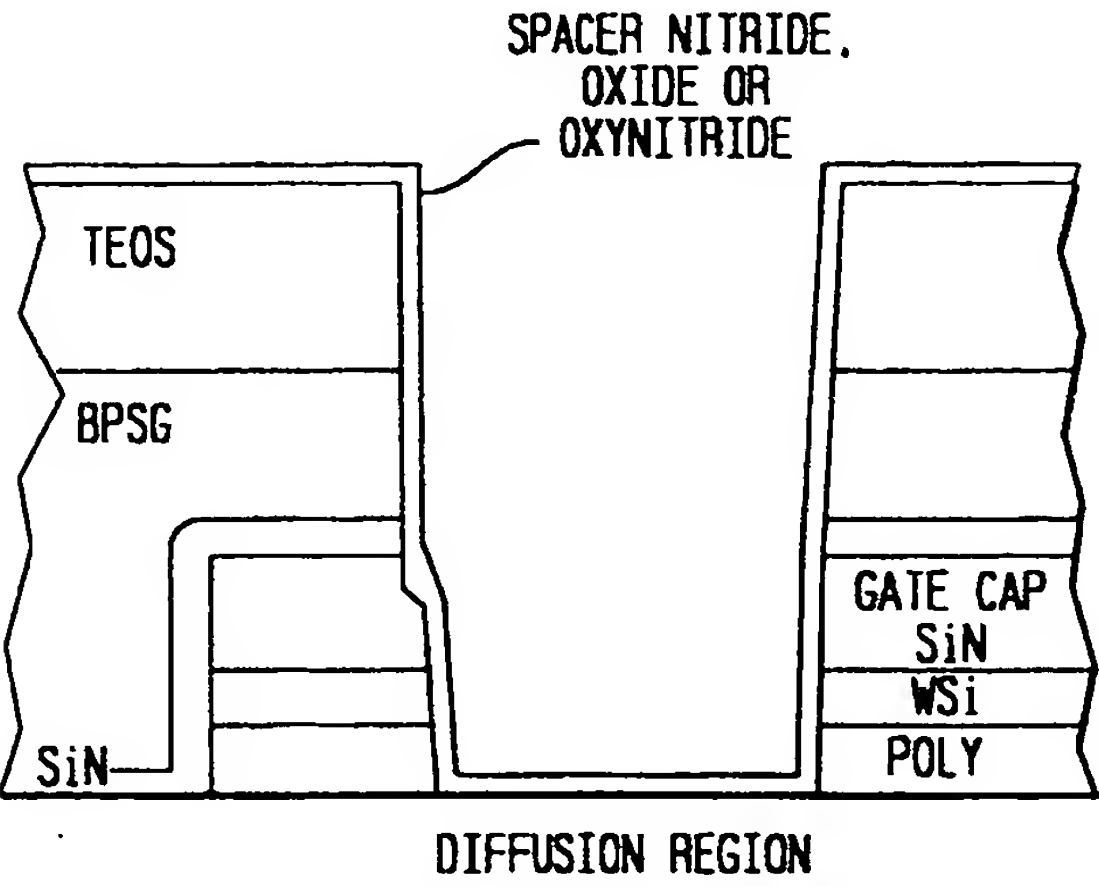 SPACER NITRIDE.
OXIDE OR
OXYNITRIDE
TEOS
BPSG
GATE CAP
SiN
WSi
POLY
SiN
DIFFUSION REGION